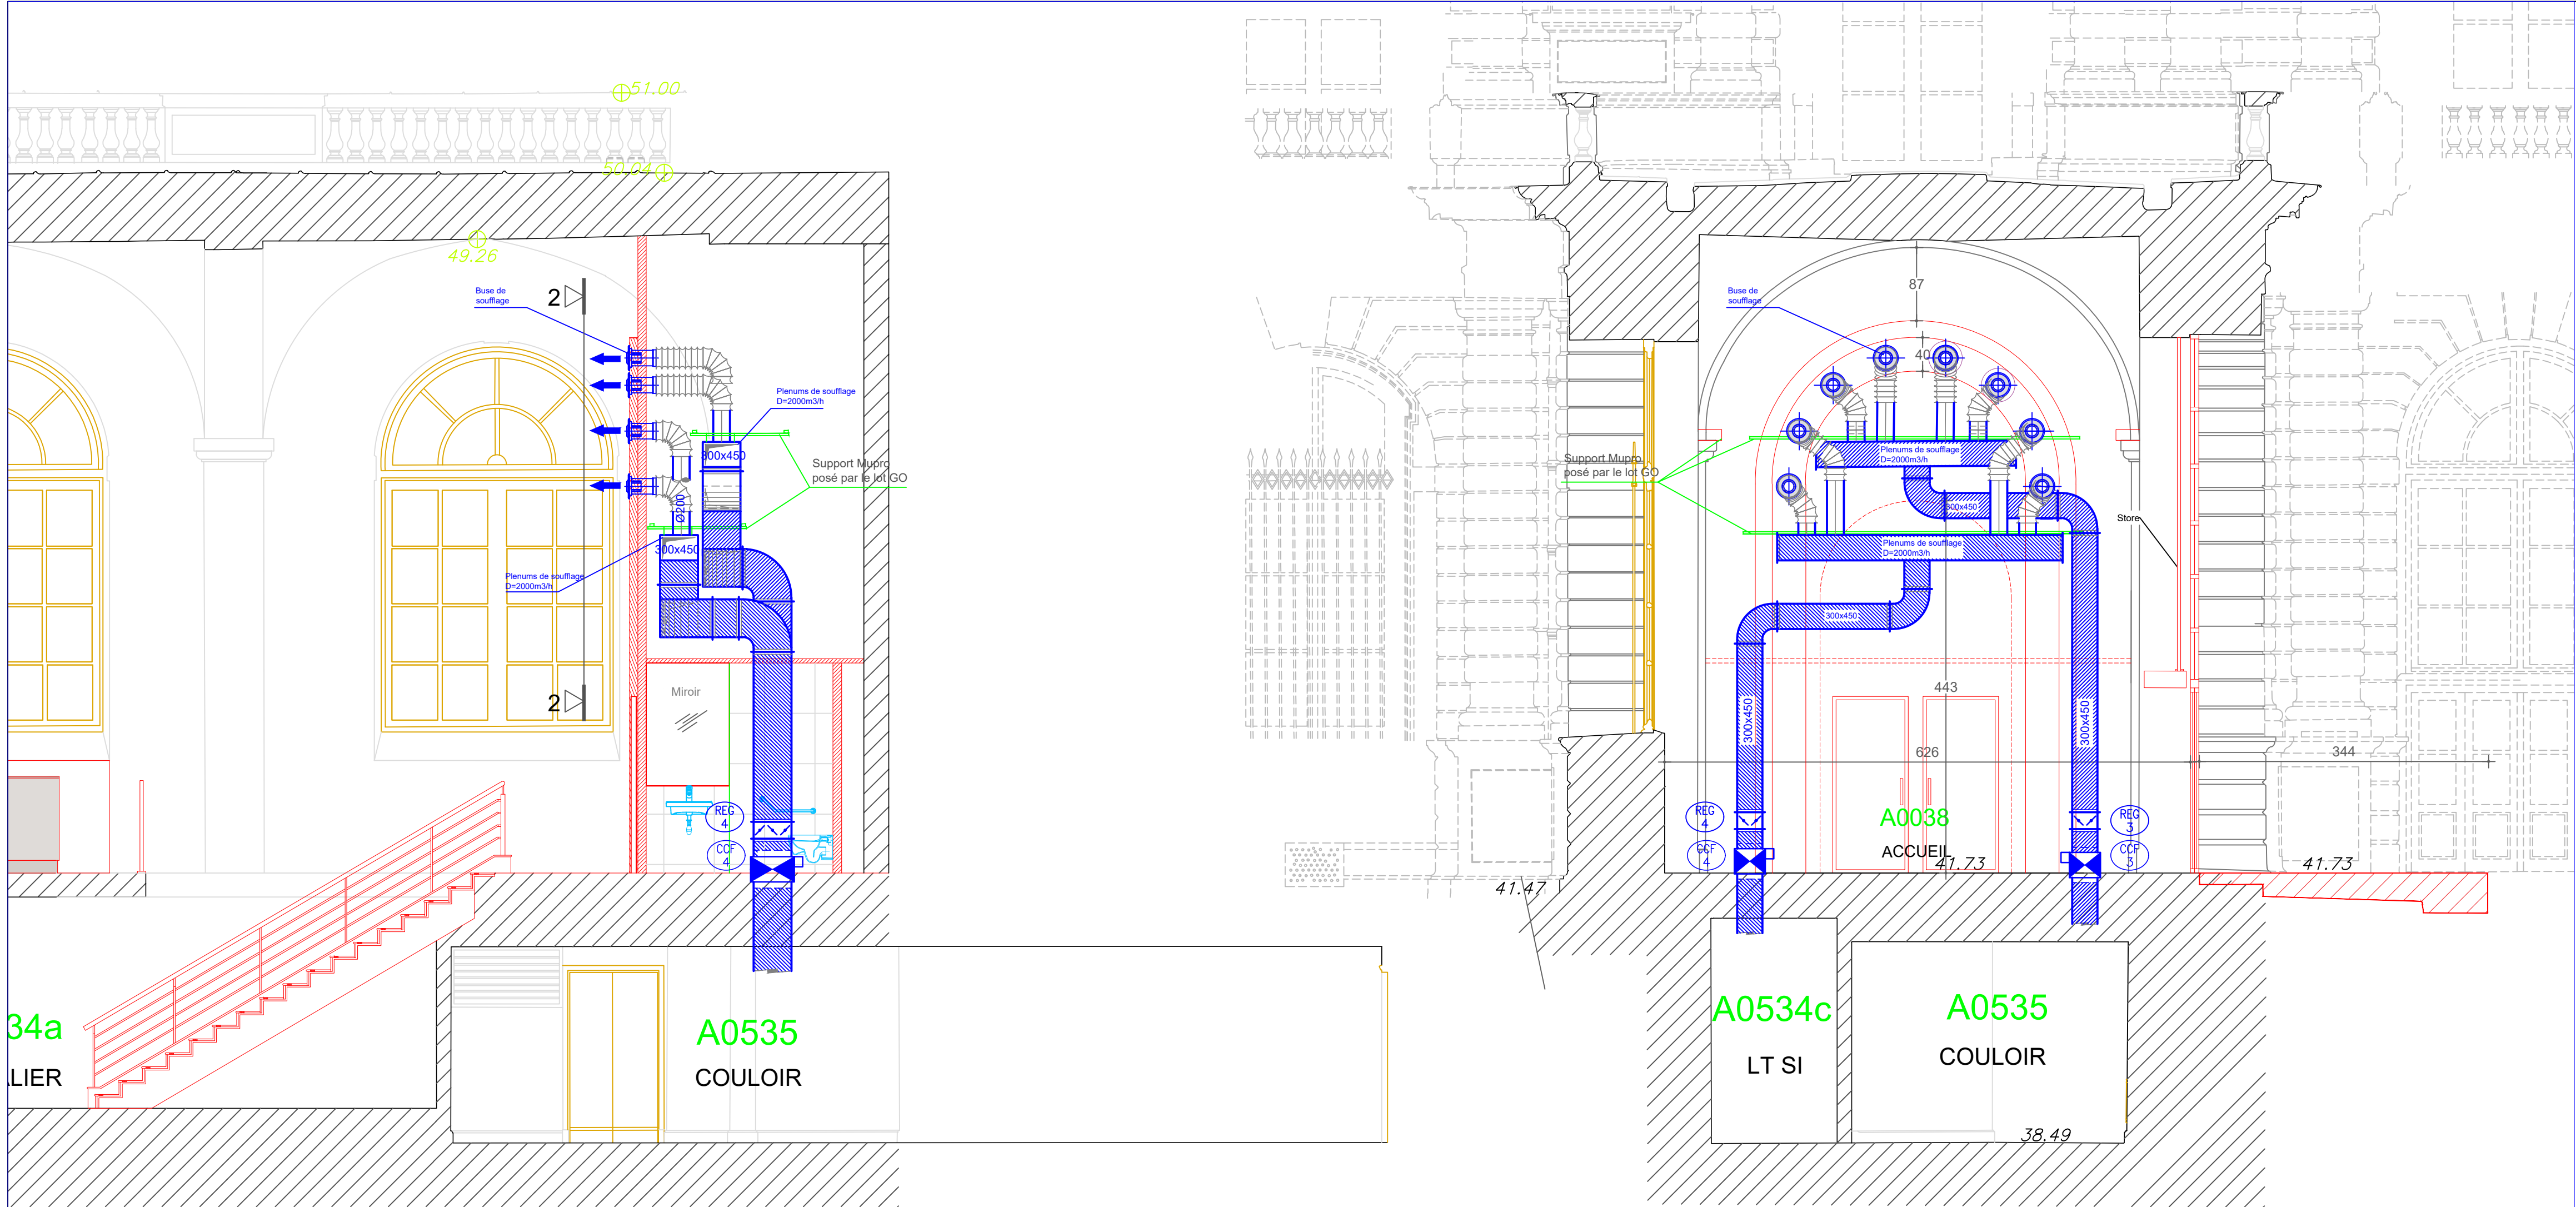 51.00
50.04
49.26
2
Buse de
soufflage
Plenums de soufflage
D=2000m3/h
300x450
Support Mupro
posé par le lot GO
Ø200
300x450
Plenums de soufflage
D=2000m3/h
2
Miroir
REG
4
CCF
4
34a
LIER
A0535
COULOIR
87
Buse de
soufflage
40
Support Mupro
posé par le lot GO
Plenums de soufflage
D=2000m3/h
300x450
Store
Plenums de soufflage
D=2000m3/h
300x450
443
300x450
300x450
626
344
REG
4
CCF
4
A0038
ACCUEIL
41.73
REG
3
CCF
3
41.73
41.47
A0534c
LT SI
A0535
COULOIR
38.49